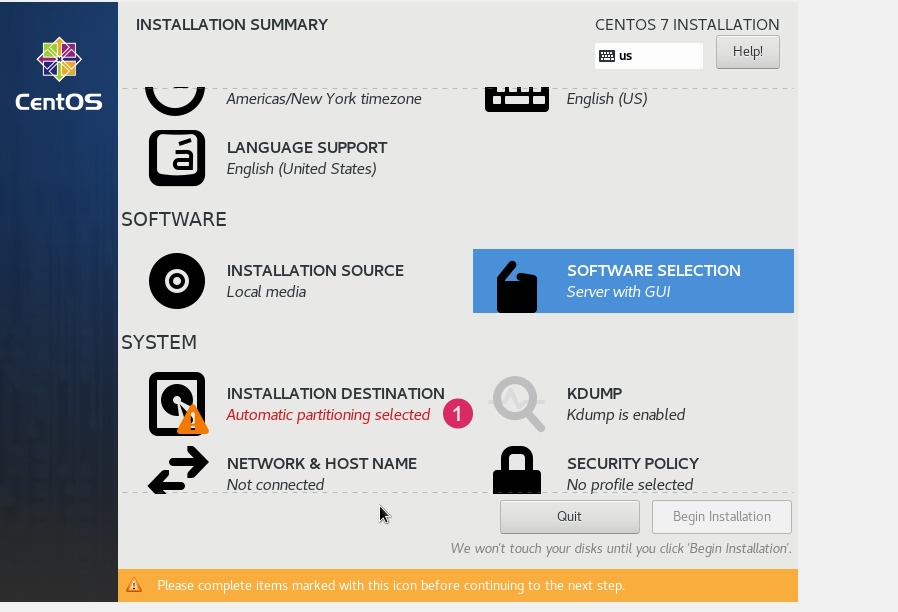 INSTALLATION SUMMARY
CENTOS 7 INSTALLATION
us
Help!
CentOS
Americas/New York timezone
English (US)
LANGUAGE SUPPORT
English (United States)
SOFTWARE
INSTALLATION SOURCE
Local media
SOFTWARE SELECTION
Server with GUI
SYSTEM
INSTALLATION DESTINATION
Automatic partitioning selected
1
KDUMP
Kdump is enabled
NETWORK & HOST NAME
Not connected
SECURITY POLICY
No profile selected
Quit
Begin Installation
We won't touch your disks until you click 'Begin Installation'.
Please complete items marked with this icon before continuing to the next step.